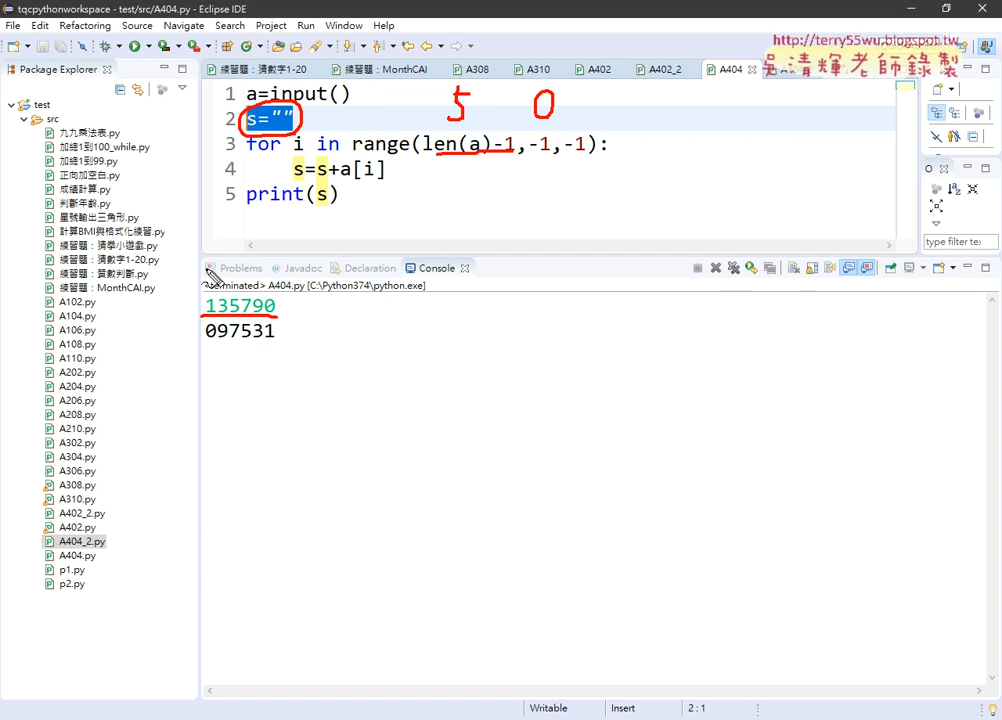 tqcpythonworkspace - test/src/A404.py - Eclipse IDE
File Edit Refactoring Source Navigate Search Project Run Window Help
http://terry55wu.blogspot.tw
吳清輝老師錄製
Package Explorer
練習題：猜數字1-20 練習題：MonthCAI A308 A310 A402 A402_2 A404
test
src
九九乘法表.py
加總1到100_while.py
加總1到99.py
正向加空白.py
成績計算.py
判斷年齡.py
星號輸出三角形.py
計算BMI與格式化練習.py
練習題：猜拳小遊戲.py
練習題：猜數字1-20.py
練習題：質數判斷.py
練習題：MonthCAI.py
A102.py
A104.py
A106.py
A108.py
A110.py
A202.py
A204.py
A206.py
A208.py
A210.py
A302.py
A304.py
A306.py
A308.py
A310.py
A402_2.py
A402.py
A404_2.py
A404.py
p1.py
p2.py
1 a=input()
5 0
2 s=""
3 for i in range(len(a)-1,-1,-1):
4 s=s+a[i]
5 print(s)
type filter tex
Problems Javadoc Declaration Console
terminated> A404.py [C:\Python374\python.exe]
135790
097531
Writable Insert 2 : 1